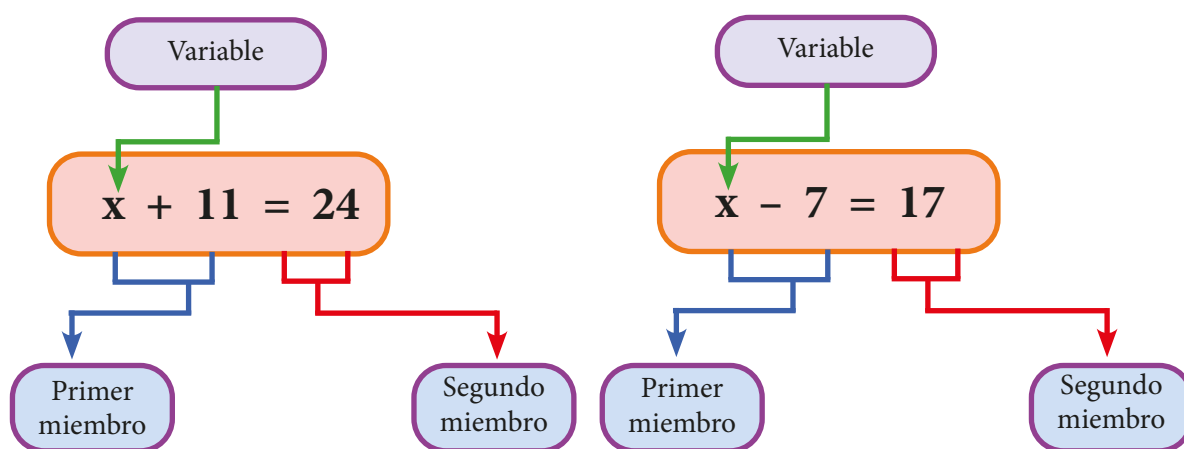 Variable
x + 11 = 24
Primer
miembro
Segundo
miembro
Variable
x – 7 = 17
Primer
miembro
Segundo
miembro